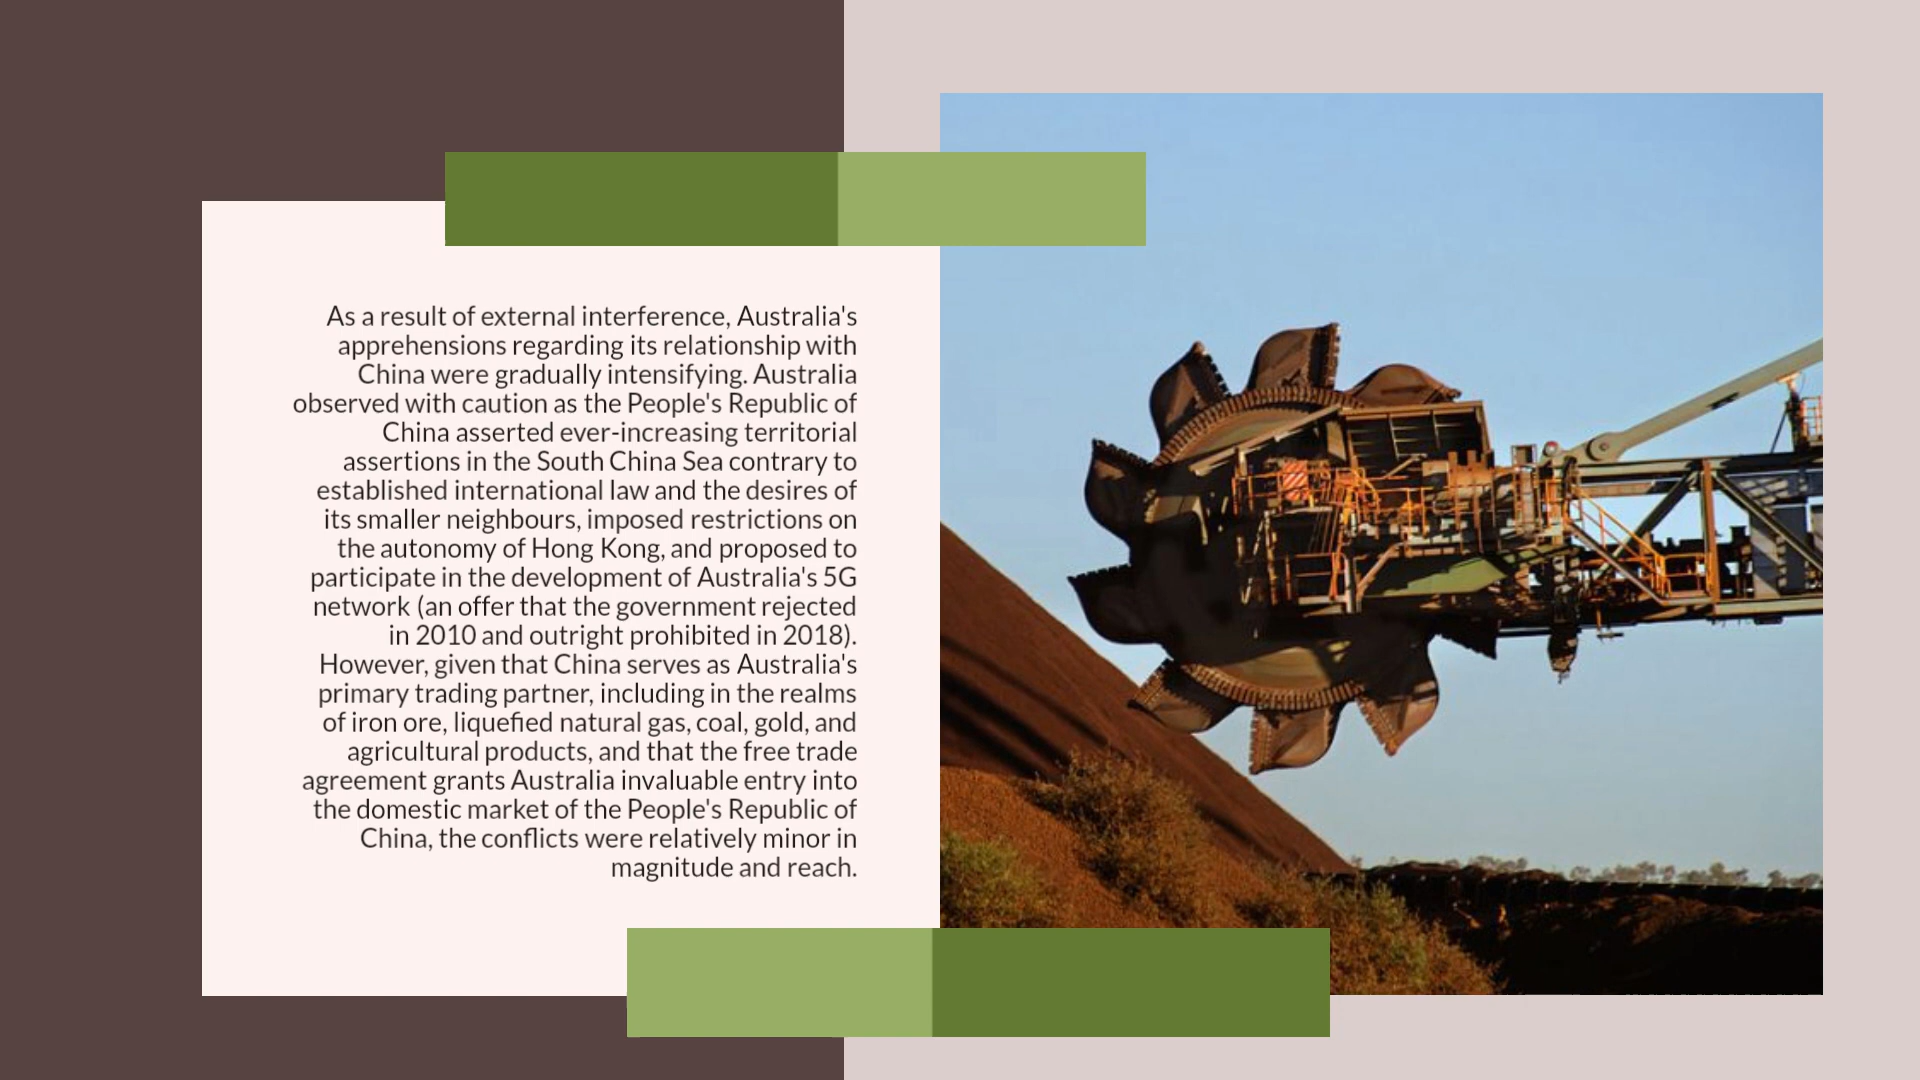 As a result of external interference, Australia's
apprehensions regarding its relationship with
China were gradually intensifying. Australia
observed with caution as the People's Republic of
China asserted ever-increasing territorial
assertions in the South China Sea contrary to
established international law and the desires of
its smaller neighbours, imposed restrictions on
the autonomy of Hong Kong, and proposed to
participate in the development of Australia's 5G
network (an offer that the government rejected
in 2010 and outright prohibited in 2018).
However, given that China serves as Australia's
primary trading partner, including in the realms
of iron ore, liquefied natural gas, coal, gold, and
agricultural products, and that the free trade
agreement grants Australia invaluable entry into
the domestic market of the People's Republic of
China, the conflicts were relatively minor in
magnitude and reach.